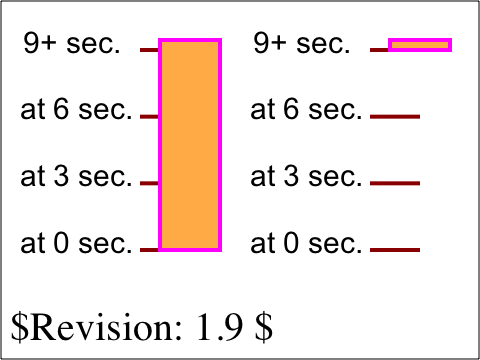 9+ sec. 9+ sec.
at 6 sec. at 6 sec.
at 3 sec. at 3 sec.
at 0 sec. at 0 sec.
$Revision: 1.9 $